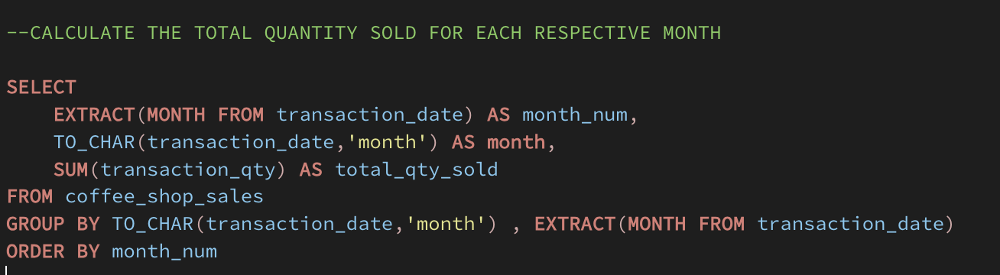 --CALCULATE THE TOTAL QUANTITY SOLD FOR EACH RESPECTIVE MONTH
SELECT
EXTRACT(MONTH FROM transaction_date) AS month_num,
TO_CHAR(transaction_date,'month') AS month,
SUM(transaction_qty) AS total_qty_sold
FROM coffee_shop_sales
GROUP BY TO_CHAR(transaction_date,'month') , EXTRACT(MONTH FROM transaction_date)
ORDER BY month_num